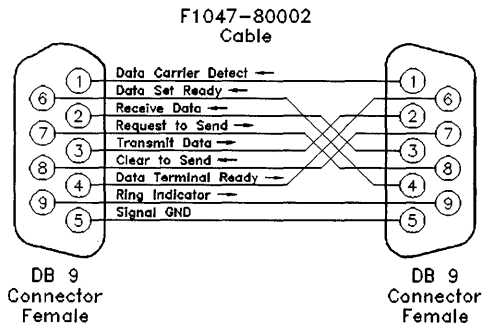 F1047-80002
Cable
1 Data Carrier Detect ← 1
6 Data Set Ready ← 6
2 Receive Data ← 2
7 Request to Send → 7
3 Transmit Data → 3
8 Clear to Send ← 8
4 Data Terminal Ready → 4
9 Ring Indicator ← 9
5 Signal GND 5
DB 9
Connector
Female
DB 9
Connector
Female